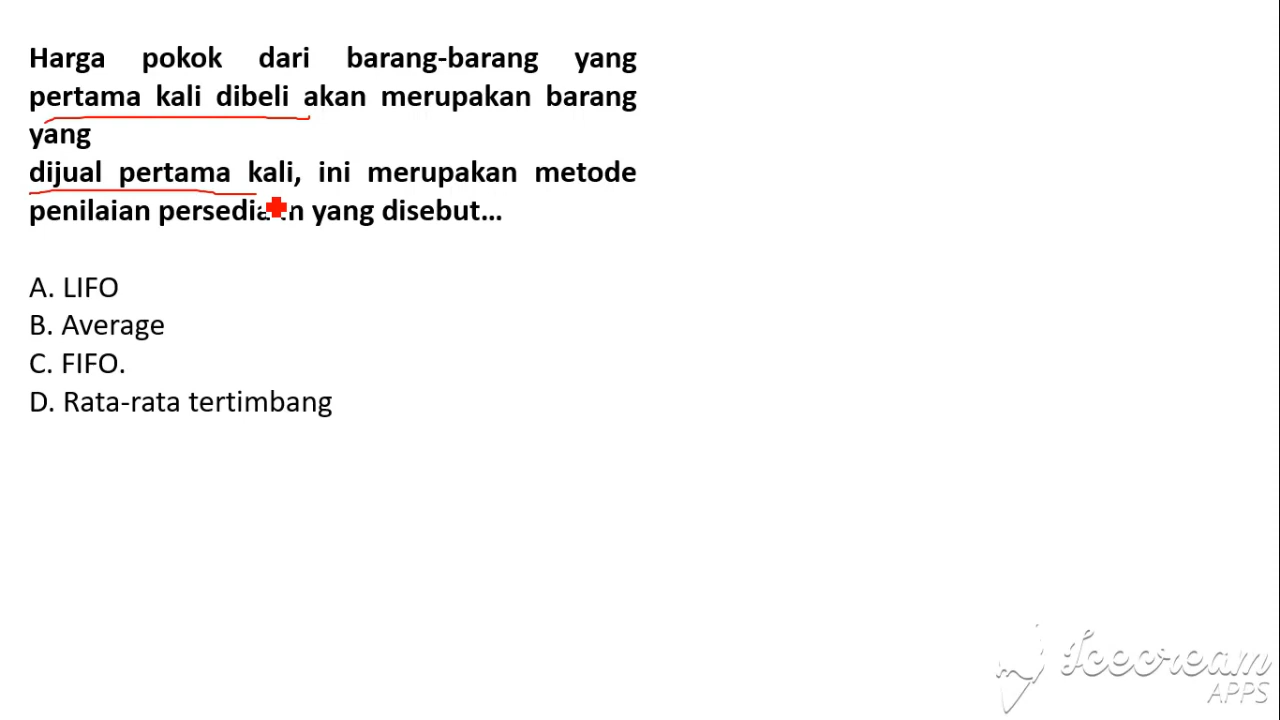 Harga pokok dari barang-barang yang
pertama kali dibeli akan merupakan barang
yang
dijual pertama kali, ini merupakan metode
penilaian yang disebut...
A. LIFO
B. Average
C. FIFO.
D. Rata-rata tertimbang
Icecream
APPS